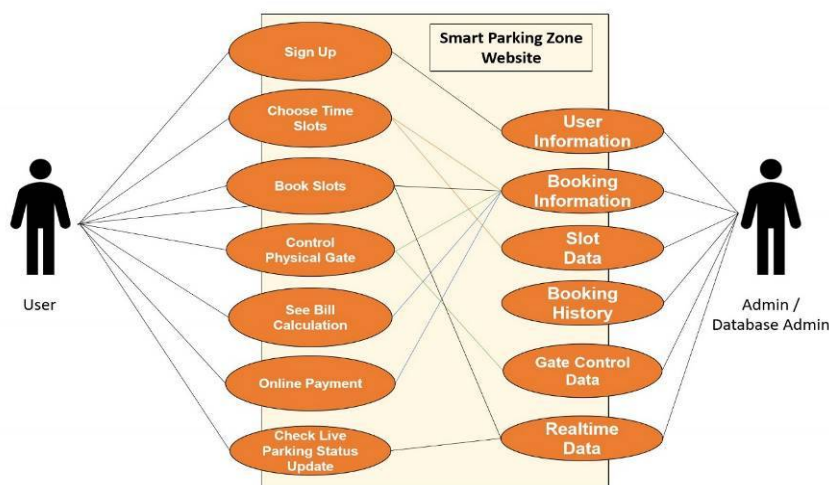 Smart Parking Zone
Website
Sign Up
Choose Time
Slots
Book Slots
Control
Physical Gate
See Bill
Calculation
Online Payment
Check Live
Parking Status
Update
User
Information
Booking
Information
Slot
Data
Booking
History
Gate Control
Data
Realtime
Data
User
Admin /
Database Admin